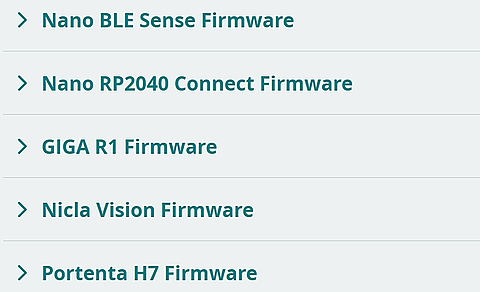 Nano BLE Sense Firmware
Nano RP2040 Connect Firmware
GIGA R1 Firmware
Nicla Vision Firmware
Portenta H7 Firmware